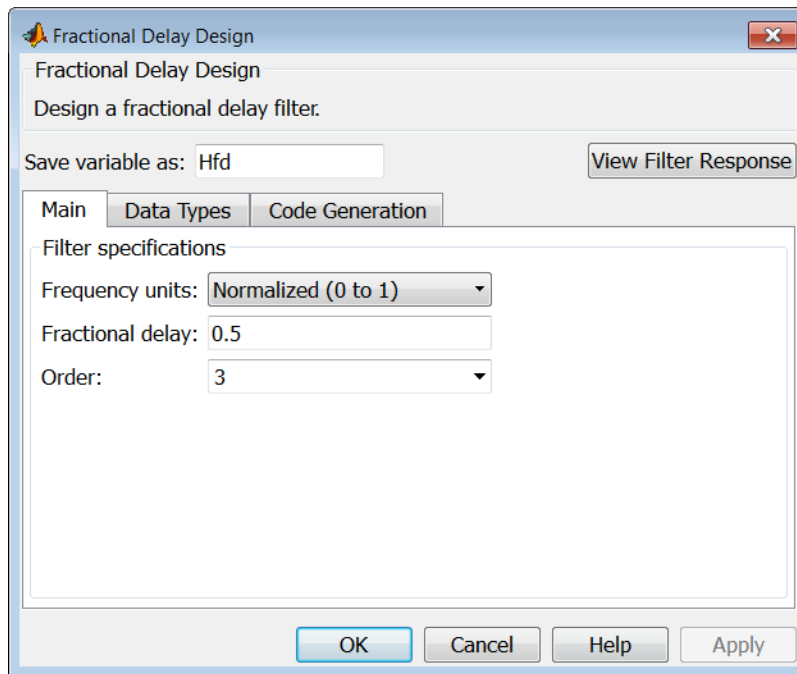 Fractional Delay Design
Fractional Delay Design
Design a fractional delay filter.
Save variable as: Hfd View Filter Response
Main Data Types Code Generation
Filter specifications
Frequency units: Normalized (0 to 1)
Fractional delay: 0.5
Order: 3
OK Cancel Help Apply